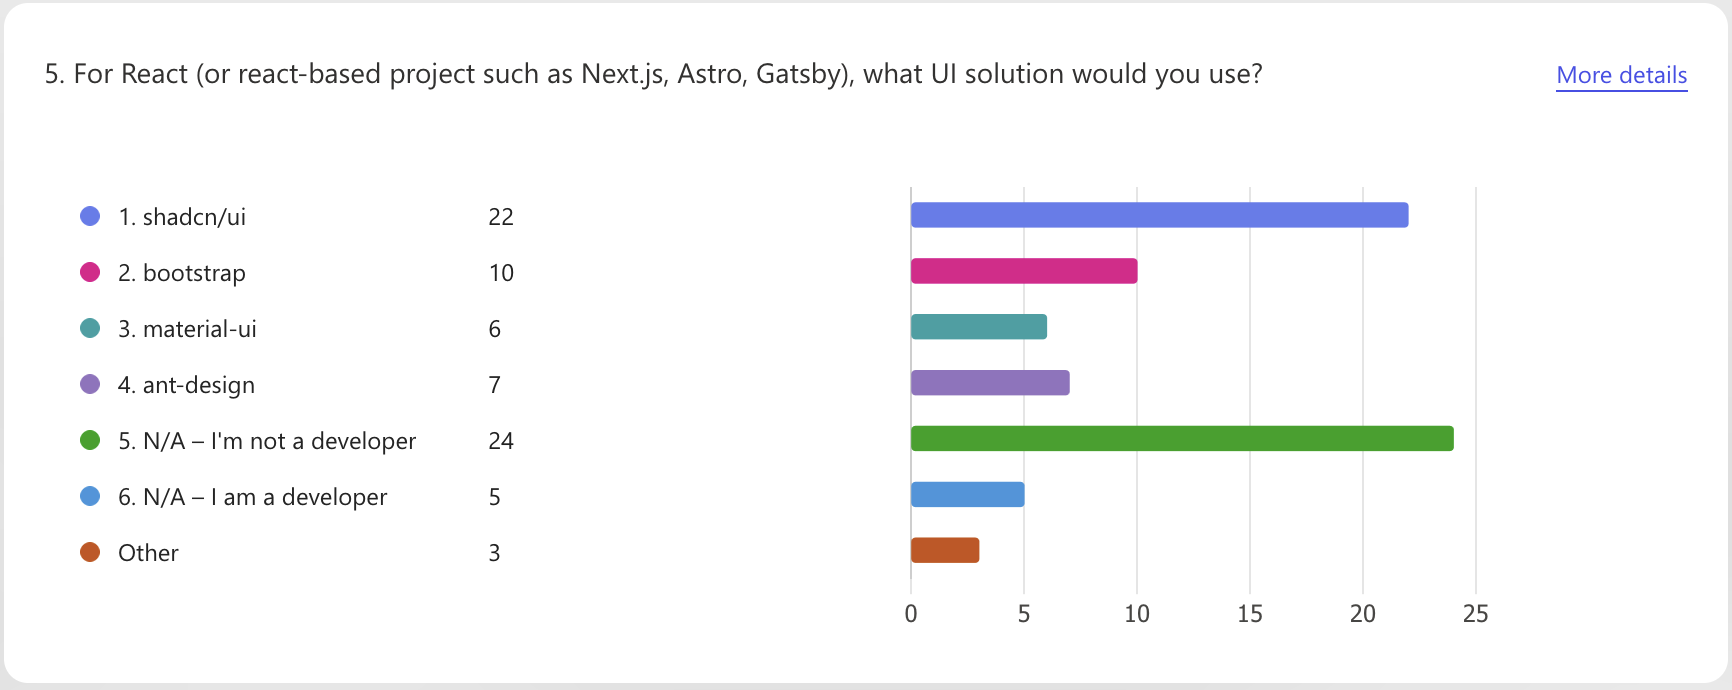 5. For React (or react-based project such as Next.js, Astro, Gatsby), what UI solution would you use?
More details
1. shadcn/ui 22
2. bootstrap 10
3. material-ui 6
4. ant-design 7
5. N/A – I'm not a developer 24
6. N/A – I am a developer 5
Other 3
0 5 10 15 20 25